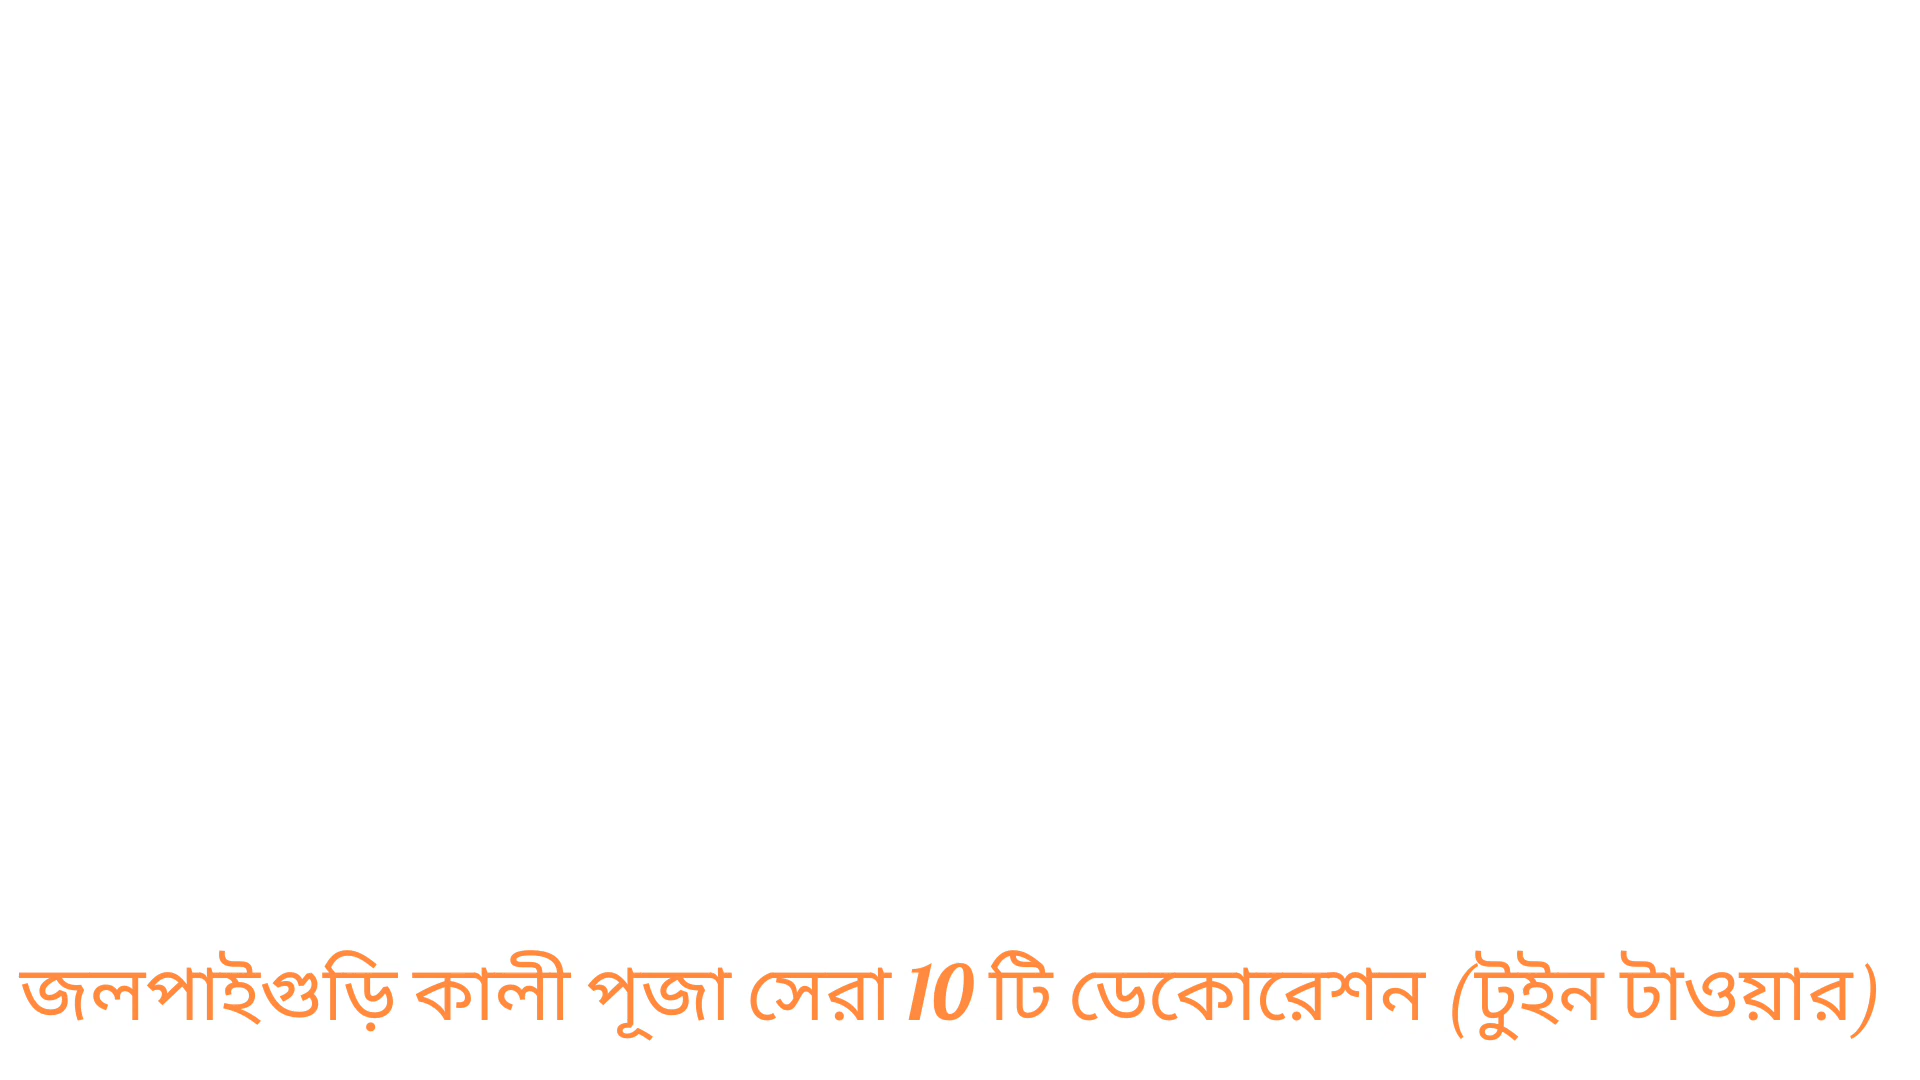 জলপাইগুড়ি কালী পূজা সেরা 10 টি ডেকোরেশন (টুইন টাওয়ার)